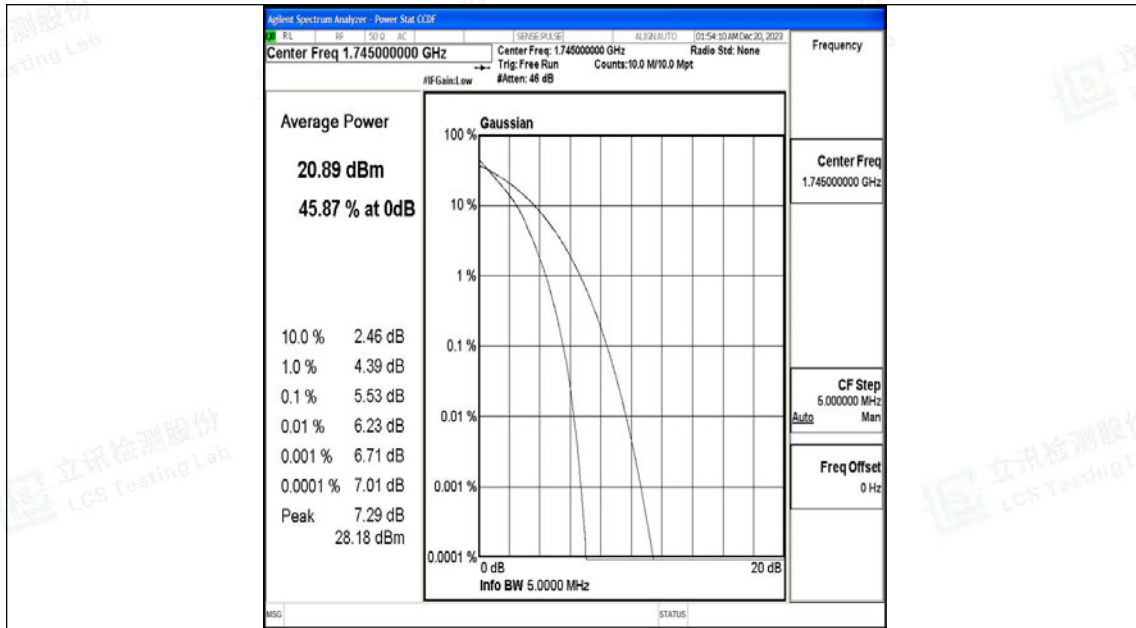 Agilent Spectrum Analyzer - Power Stat CCDF
RL RF 50 Ω AC SENSE:PULSE ALIGNAUTO 01:54:10 AM Dec 20, 2023
Center Freq 1.745000000 GHz
Center Freq: 1.745000000 GHz Radio Std: None
Trig: Free Run Counts:10.0 M/10.0 Mpt
#IFGain:Low #Atten: 46 dB
Frequency
Average Power
20.89 dBm
45.87 % at 0dB
10.0 % 2.46 dB
1.0 % 4.39 dB
0.1 % 5.53 dB
0.01 % 6.23 dB
0.001 % 6.71 dB
0.0001 % 7.01 dB
Peak 7.29 dB
28.18 dBm
Gaussian
100 %
10 %
1 %
0.1 %
0.01 %
0.001 %
0.0001 %
0 dB 20 dB
Info BW 5.0000 MHz
Center Freq
1.745000000 GHz
CF Step
5.000000 MHz
Auto Man
Freq Offset
0 Hz
MSG STATUS
立讯检测股份
LCS Testing Lab
立讯检测股份
LCS Testing L